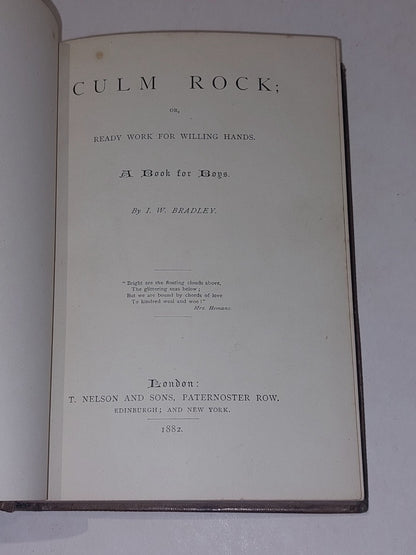 CULM ROCK;
OR,
READY WORK FOR WILLING HANDS.
A Book for Boys.
By I. W. BRADLEY.
"Bright are the floating clouds above,
The glittering seas below;
But we are bound by chords of love
To kindred weal and woe!"
Mrs. Hemans.
London:
T. NELSON AND SONS, PATERNOSTER ROW.
EDINBURGH; AND NEW YORK.
1882.